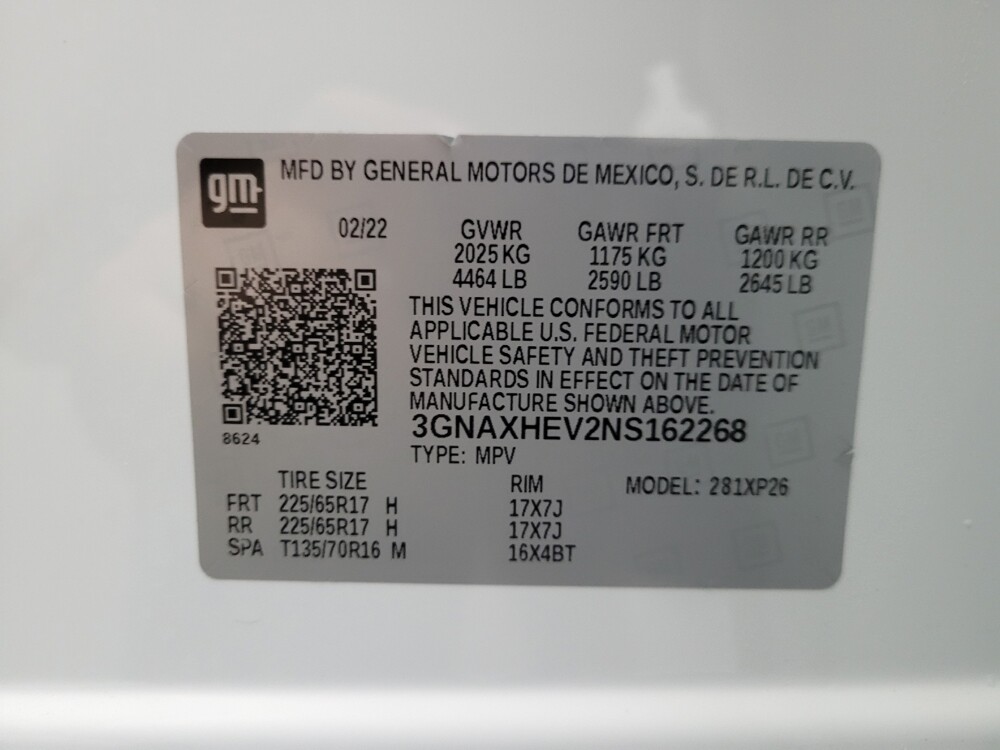 gm
MFD BY GENERAL MOTORS DE MEXICO, S. DE R.L. DE C.V.
02/22 GVWR GAWR FRT GAWR RR
2025 KG 1175 KG 1200 KG
4464 LB 2590 LB 2645 LB
THIS VEHICLE CONFORMS TO ALL
APPLICABLE U.S. FEDERAL MOTOR
VEHICLE SAFETY AND THEFT PREVENTION
STANDARDS IN EFFECT ON THE DATE OF
MANUFACTURE SHOWN ABOVE.
8624 3GNAXHEV2NS162268
TYPE: MPV
TIRE SIZE RIM MODEL: 281XP26
FRT 225/65R17 H 17X7J
RR 225/65R17 H 17X7J
SPA T135/70R16 M 16X4BT